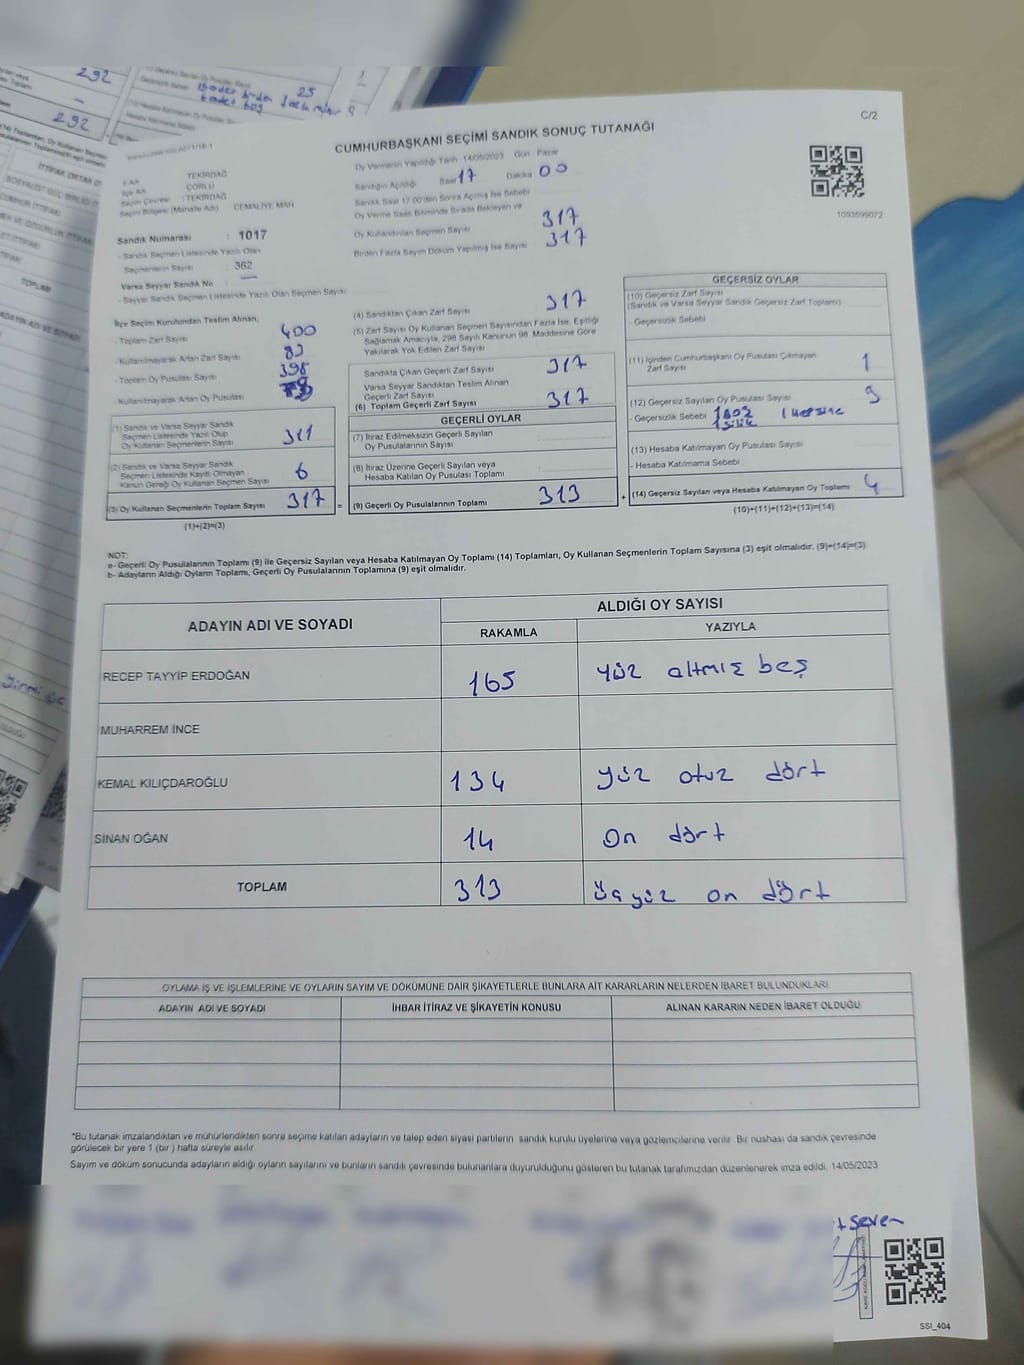 C/2
CUMHURBAŞKANI SEÇİMİ SANDIK SONUÇ TUTANAĞI
Oy Vermenin Yapıldığı Tarih : 14/05/2023 Gün : Pazar
Sandığın Açıldığı Saat 17 Dakika 00
Sandık Saat 17.00'den Sonra Açılmış İse Sebebi
Oy Verme Saati Bitiminde Sırada Bekleyen ve
Oy Kullandırılan Seçmen Sayısı 317
Birden Fazla Sayım Döküm Yapılmış İse Sayısı 317
1093599072
İl Adı : TEKİRDAĞ
İlçe Adı : ÇORLU
Seçim Çevresi : TEKİRDAĞ
Seçim Bölgesi (Mahalle Adı) : CEMALİYE MAH
Sandık Numarası : 1017
- Sandık Seçmen Listesinde Yazılı Olan
Seçmenlerin Sayısı : 362
Varsa Seyyar Sandık No : —
- Seyyar Sandık Seçmen Listesinde Yazılı Olan Seçmen Sayısı
İlçe Seçim Kurulundan Teslim Alınan;
- Toplam Zarf Sayısı 400
- Kullanılmayarak Artan Zarf Sayısı 83
- Toplam Oy Pusulası Sayısı 395
- Kullanılmayarak Artan Oy Pusulası
(1) Sandık ve Varsa Seyyar Sandık
Seçmen Listesinde Yazılı Olup
Oy Kullanan Seçmenlerin Sayısı 311
(2) Sandık ve Varsa Seyyar Sandık
Seçmen Listesinde Kayıtlı Olmayan
Kanun Gereği Oy Kullanan Seçmen Sayısı 6
(3) Oy Kullanan Seçmenlerin Toplam Sayısı 317 =
(1)+(2)=(3)
(4) Sandıktan Çıkan Zarf Sayısı 317
(5) Zarf Sayısı Oy Kullanan Seçmen Sayısından Fazla İse, Eşitliği
Sağlamak Amacıyla, 298 Sayılı Kanunun 98. Maddesine Göre
Yakılarak Yok Edilen Zarf Sayısı
Sandıkta Çıkan Geçerli Zarf Sayısı 317
Varsa Seyyar Sandıktan Teslim Alınan
Geçerli Zarf Sayısı
(6) Toplam Geçerli Zarf Sayısı 317
GEÇERLİ OYLAR
(7) İtiraz Edilmeksizin Geçerli Sayılan
Oy Pusulalarının Sayısı
(8) İtiraz Üzerine Geçerli Sayılan veya
Hesaba Katılan Oy Pusulası Toplamı
(9) Geçerli Oy Pusulalarının Toplamı 313 +
GEÇERSİZ OYLAR
(10) Geçersiz Zarf Sayısı
(Sandık ve Varsa Seyyar Sandık Geçersiz Zarf Toplamı)
- Geçersizlik Sebebi
(11) İçinden Cumhurbaşkanı Oy Pusulası Çıkmayan
Zarf Sayısı 1
(12) Geçersiz Sayılan Oy Pusulası Sayısı 3
- Geçersizlik Sebebi
(13) Hesaba Katılmayan Oy Pusulası Sayısı
- Hesaba Katılmama Sebebi
(14) Geçersiz Sayılan veya Hesaba Katılmayan Oy Toplamı 4
(10)+(11)+(12)+(13)=(14)
NOT:
a- Geçerli Oy Pusulalarının Toplamı (9) ile Geçersiz Sayılan veya Hesaba Katılmayan Oy Toplamı (14) Toplamları, Oy Kullanan Seçmenlerin Toplam Sayısına (3) eşit olmalıdır. (9)+(14)=(3)
b- Adayların Aldığı Oyların Toplamı, Geçerli Oy Pusulalarının Toplamına (9) eşit olmalıdır.
ADAYIN ADI VE SOYADI
ALDIĞI OY SAYISI
RAKAMLA YAZIYLA
RECEP TAYYİP ERDOĞAN 165 yüz altmış beş
MUHARREM İNCE
KEMAL KILIÇDAROĞLU 134 yüz otuz dört
SİNAN OĞAN 14 On dört
TOPLAM 313 üç yüz on dört
OYLAMA İŞ VE İŞLEMLERİNE VE OYLARIN SAYIM VE DÖKÜMÜNE DAİR ŞİKAYETLERLE BUNLARA AİT KARARLARIN NELERDEN İBARET BULUNDUKLARI
ADAYIN ADI VE SOYADI İHBAR İTİRAZ VE ŞİKAYETİN KONUSU ALINAN KARARIN NEDEN İBARET OLDUĞU
*Bu tutanak imzalandıktan ve mühürlendikten sonra seçime katılan adayların ve talep eden siyasi partilerin sandık kurulu üyelerine veya gözlemcilerine verilir. Bir nüshası da sandık çevresinde
görülecek bir yere 1 (bir ) hafta süreyle asılır.
Sayım ve döküm sonucunda adayların aldığı oyların sayılarını ve bunların sandık çevresinde bulunanlara duyurulduğunu gösteren bu tutanak tarafımızdan düzenlenerek imza edildi. 14/05/2023
SSI_404
292
292
25